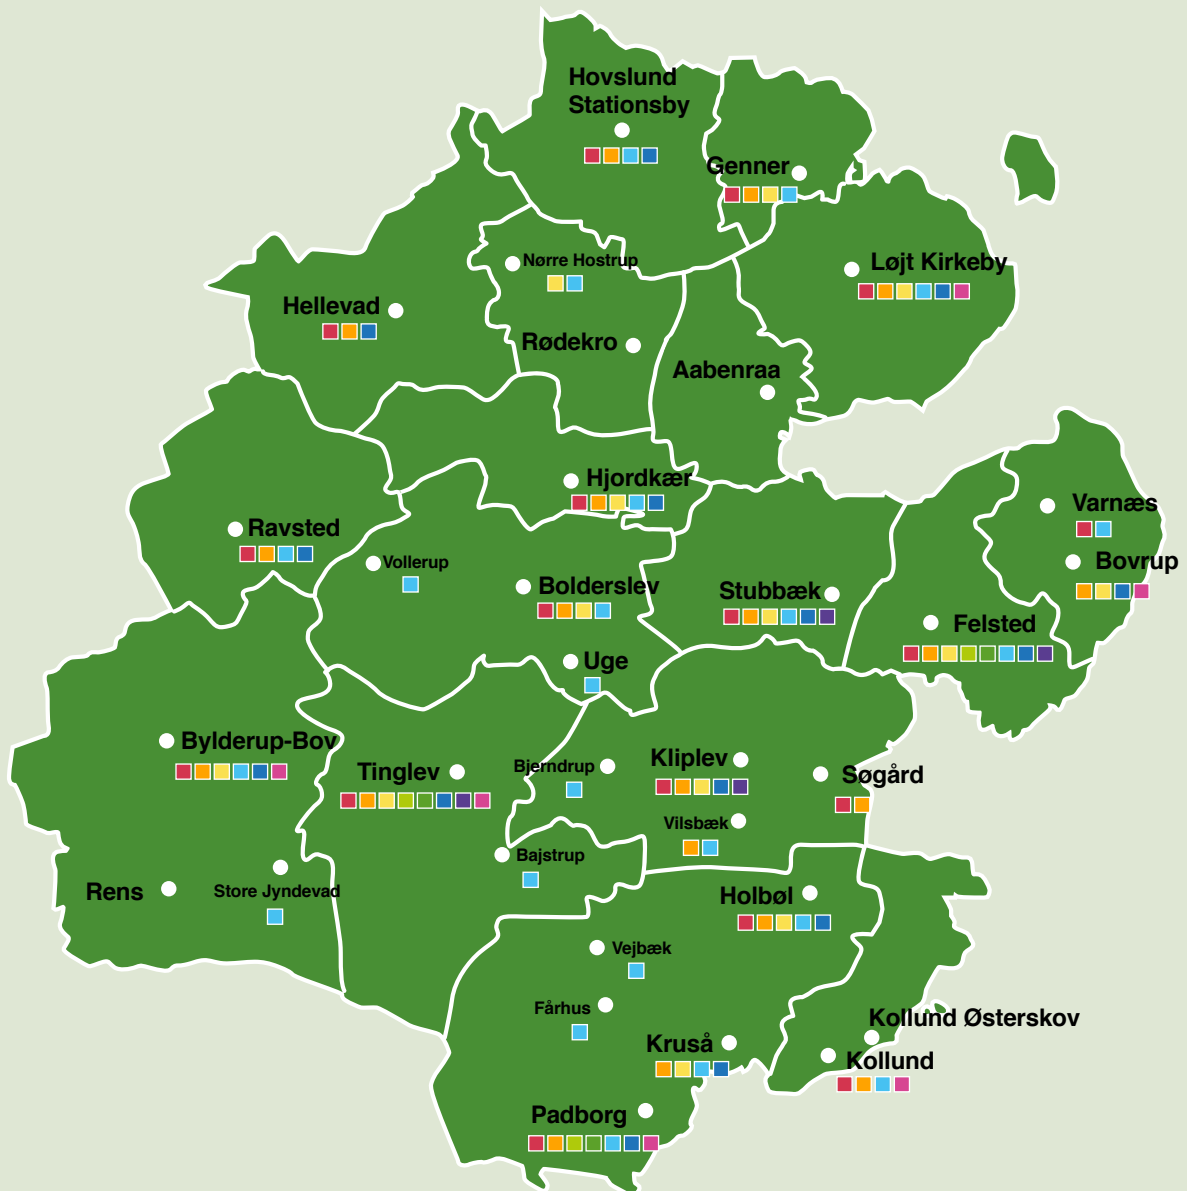 Hovslund
Stationsby
Genner
Nørre Hostrup
Løjt Kirkeby
Hellevad
Rødekro
Aabenraa
Hjordkær
Varnæs
Ravsted
Vollerup
Bovrup
Bolderslev
Stubbæk
Felsted
Uge
Bylderup-Bov
Tinglev
Bjerndrup
Kliplev
Søgård
Vilsbæk
Bajstrup
Rens
Store Jyndevad
Holbøl
Vejbæk
Fårhus
Kollund Østerskov
Kruså
Kollund
Padborg